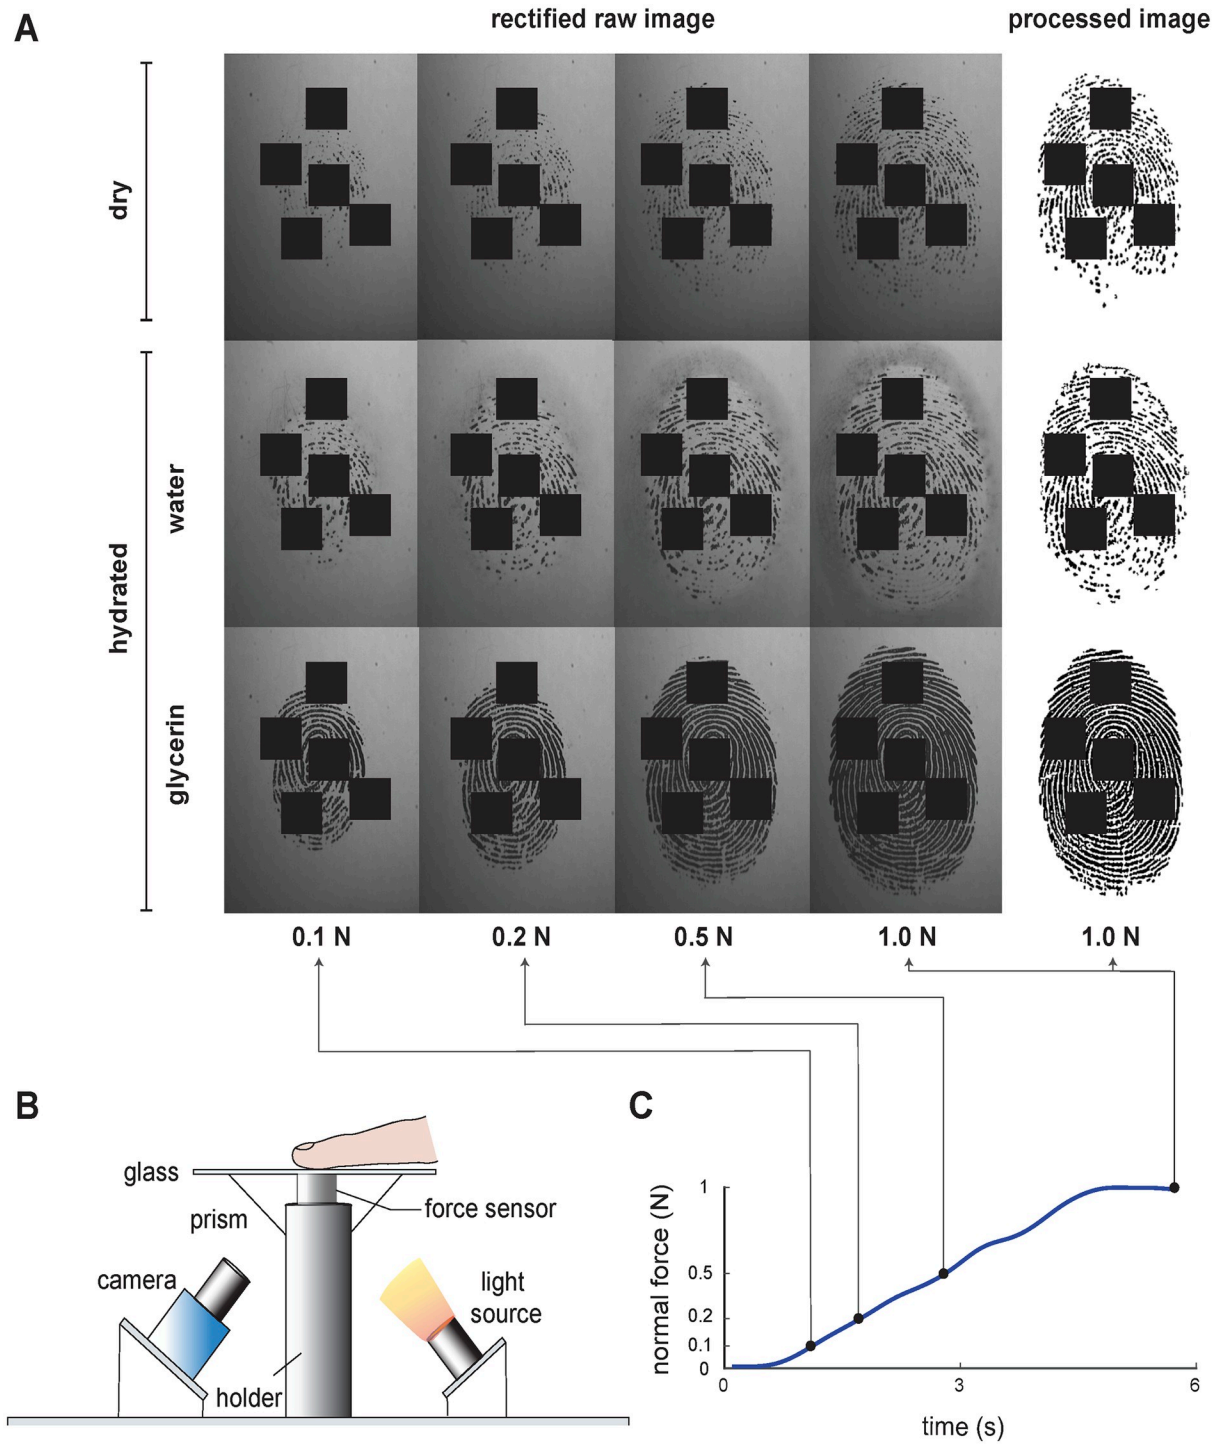 A
rectified raw image
processed image
dry
hydrated
water
glycerin
0.1 N
0.2 N
0.5 N
1.0 N
1.0 N
B
glass
prism
force sensor
camera
light
source
holder
C
normal force (N)
1
0.5
0.2
0.1
0
0
3
6
time (s)